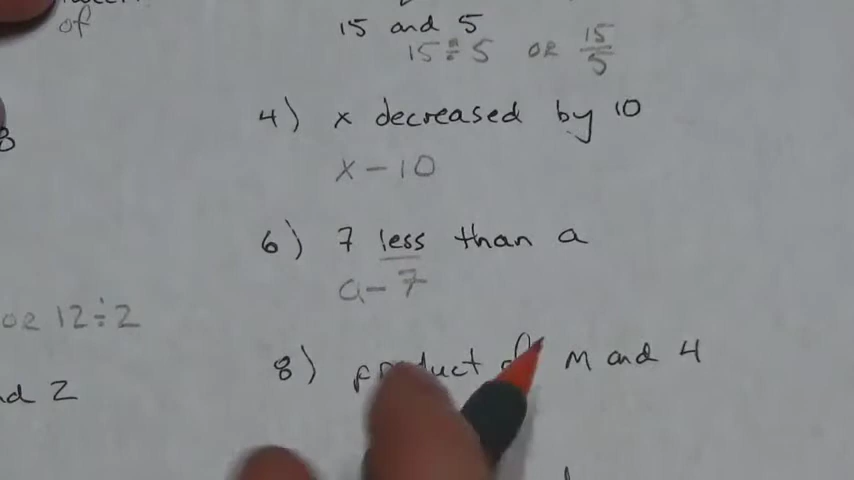 of
15 and 5
15 ÷ 5 OR 15/5
4) x decreased by 10
x - 10
6) 7 less than a
a - 7
OR 12 ÷ 2
8) product of m and 4
nd 2